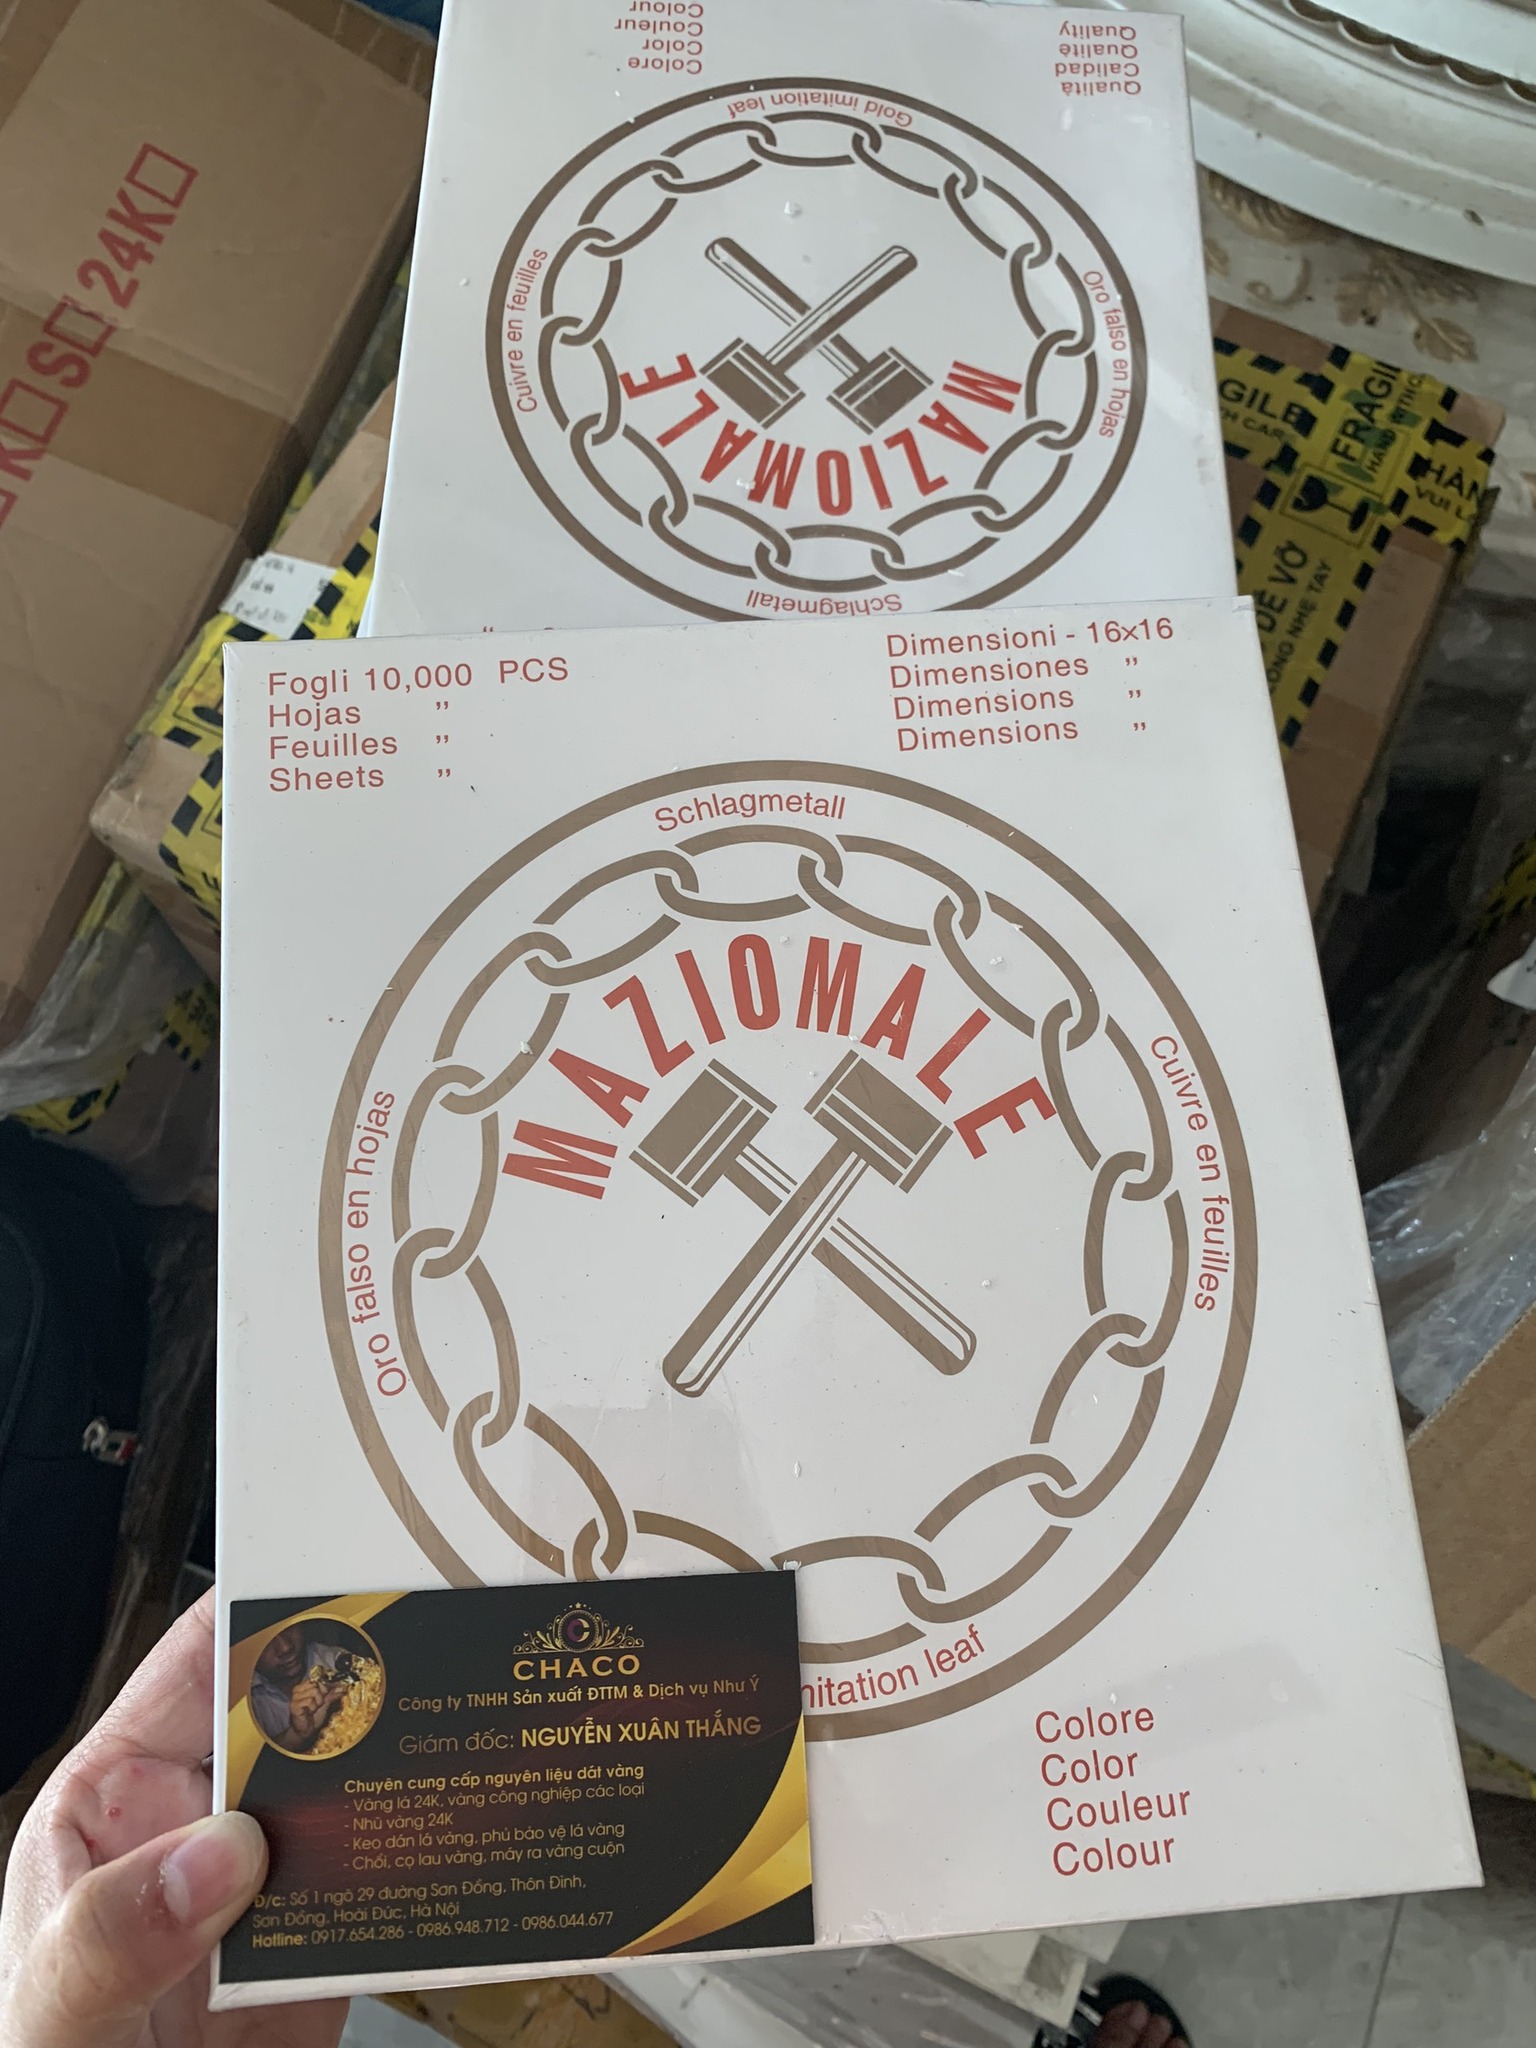 Colour
Couleur
Color
Colore
Quality
Qualité
Calidad
Qualità
Gold imitation leaf
Cuivre en feuilles
Oro falso en hojas
MAZIOMALE
Schlagmetall
K□S□24K□
FRAGILE
Fogli 10,000 PCS
Hojas ”
Feuilles ”
Sheets ”
Dimensioni - 16x16
Dimensiones ”
Dimensions ”
Dimensions ”
Schlagmetall
MAZIOMALE
Oro falso en hojas
Cuivre en feuilles
mitation leaf
Colore
Color
Couleur
Colour
C
CHACO
Công ty TNHH Sản xuất ĐTTM & Dịch vụ Như Ý
Giám đốc: NGUYỄN XUÂN THẮNG
Chuyên cung cấp nguyên liệu dát vàng
- Vàng lá 24K, vàng công nghiệp các loại
- Nhũ vàng 24K
- Keo dán lá vàng, phủ bảo vệ lá vàng
- Chổi, cọ lau vàng, máy ra vàng cuộn
Đ/c: Số 1 ngõ 29 đường Sơn Đồng, Thôn Đình,
Sơn Đồng, Hoài Đức, Hà Nội
Hotline: 0917.654.286 - 0986.948.712 - 0986.044.677